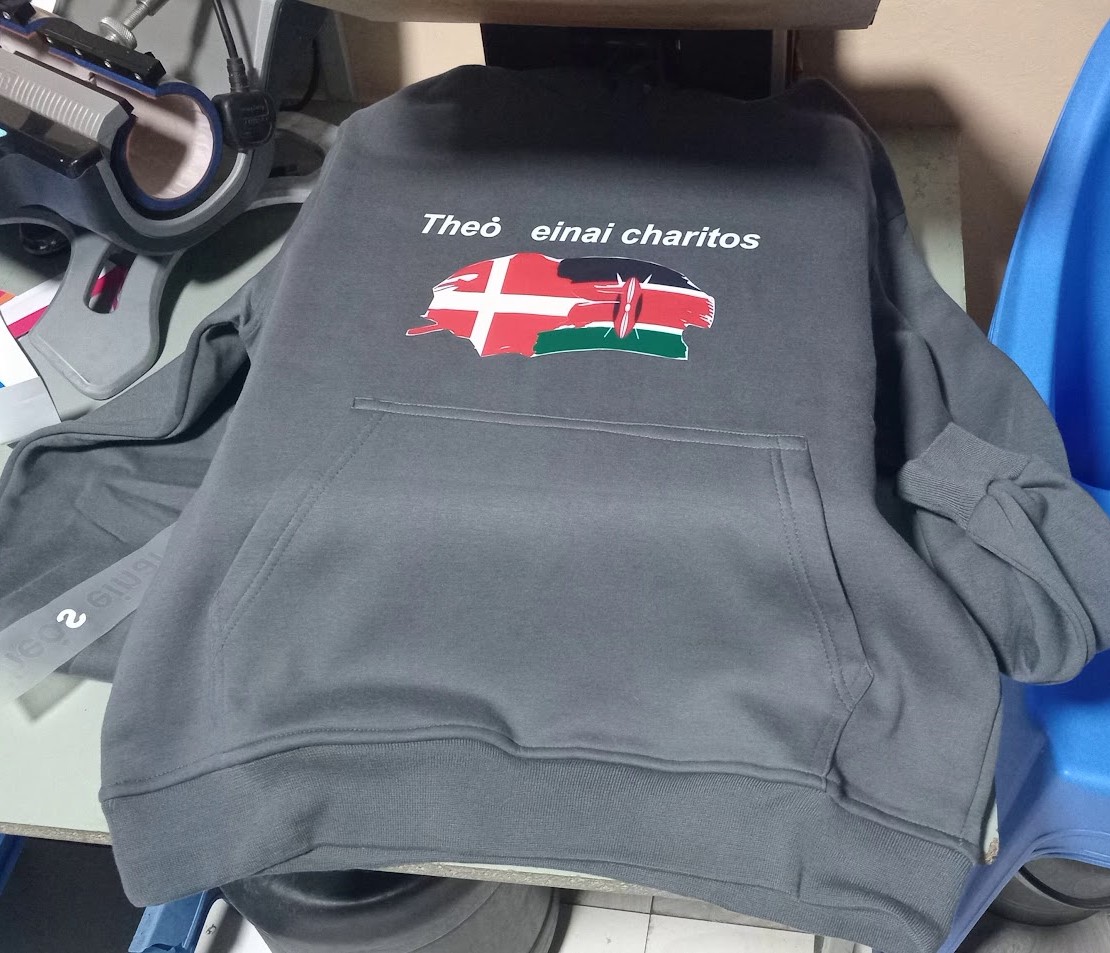 Theȯ einai charitos
S